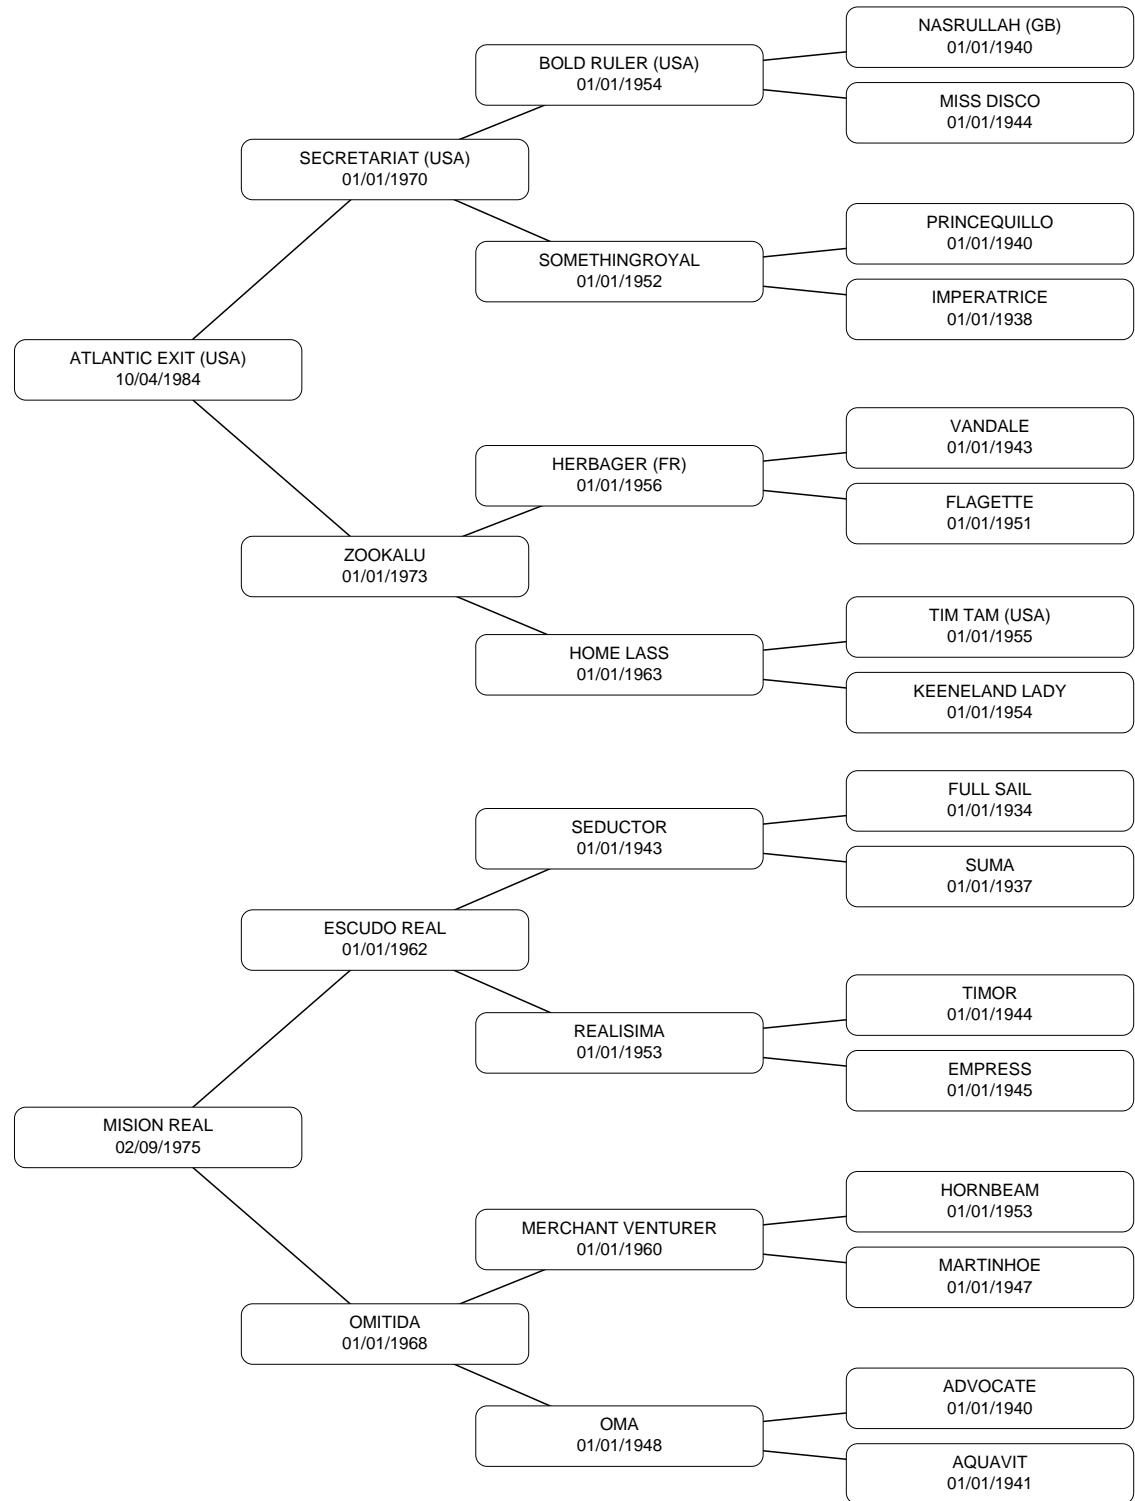 NASRULLAH (GB)
01/01/1940
BOLD RULER (USA)
01/01/1954
MISS DISCO
01/01/1944
SECRETARIAT (USA)
01/01/1970
PRINCEQUILLO
01/01/1940
SOMETHINGROYAL
01/01/1952
IMPERATRICE
01/01/1938
ATLANTIC EXIT (USA)
10/04/1984
VANDALE
01/01/1943
HERBAGER (FR)
01/01/1956
FLAGETTE
01/01/1951
ZOOKALU
01/01/1973
TIM TAM (USA)
01/01/1955
HOME LASS
01/01/1963
KEENELAND LADY
01/01/1954
FULL SAIL
01/01/1934
SEDUCTOR
01/01/1943
SUMA
01/01/1937
ESCUDO REAL
01/01/1962
TIMOR
01/01/1944
REALISIMA
01/01/1953
EMPRESS
01/01/1945
MISION REAL
02/09/1975
HORNBEAM
01/01/1953
MERCHANT VENTURER
01/01/1960
MARTINHOE
01/01/1947
OMITIDA
01/01/1968
ADVOCATE
01/01/1940
OMA
01/01/1948
AQUAVIT
01/01/1941